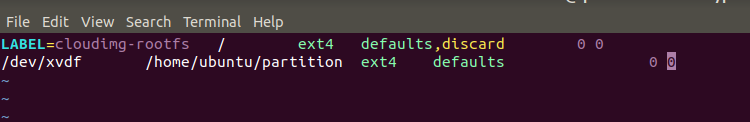 File Edit View Search Terminal Help
LABEL=cloudimg-rootfs / ext4 defaults,discard 0 0
/dev/xvdf /home/ubuntu/partition ext4 defaults 0 0
~
~
~